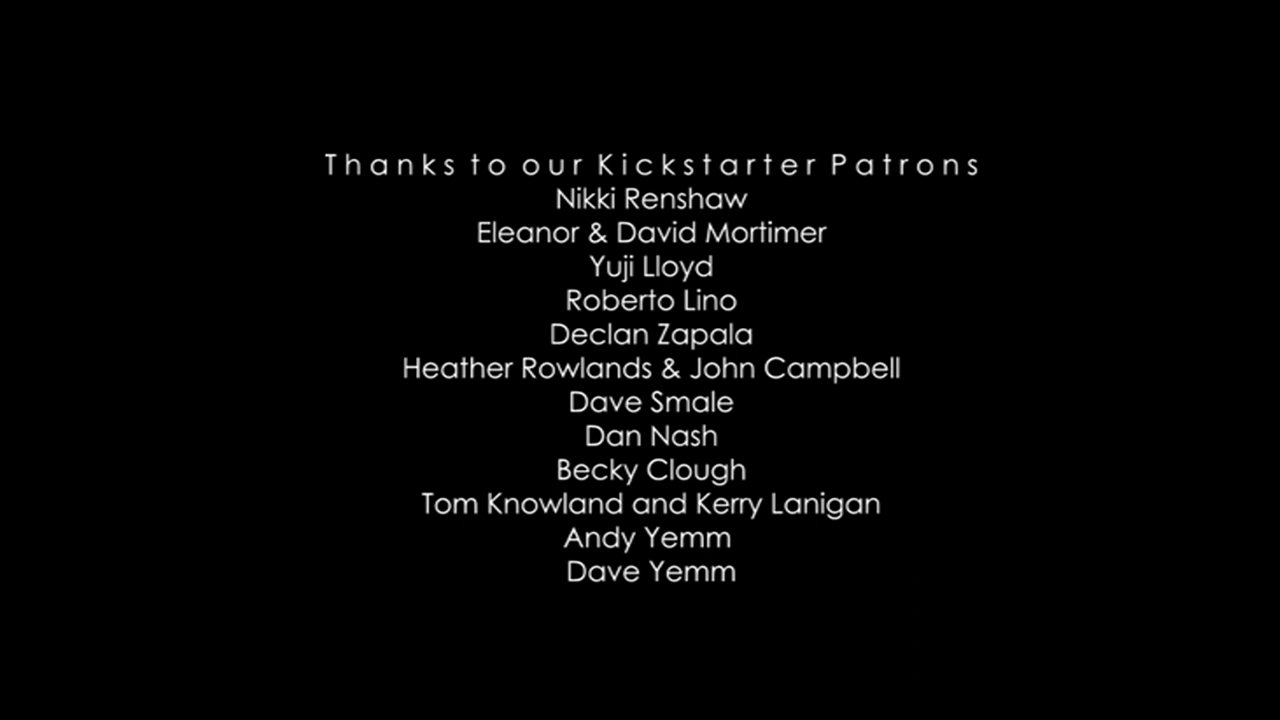 Thanks to our Kickstarter Patrons
Nikki Renshaw
Eleanor & David Mortimer
Yuji Lloyd
Roberto Lino
Declan Zapala
Heather Rowlands & John Campbell
Dave Smale
Dan Nash
Becky Clough
Tom Knowland and Kerry Lanigan
Andy Yemm
Dave Yemm